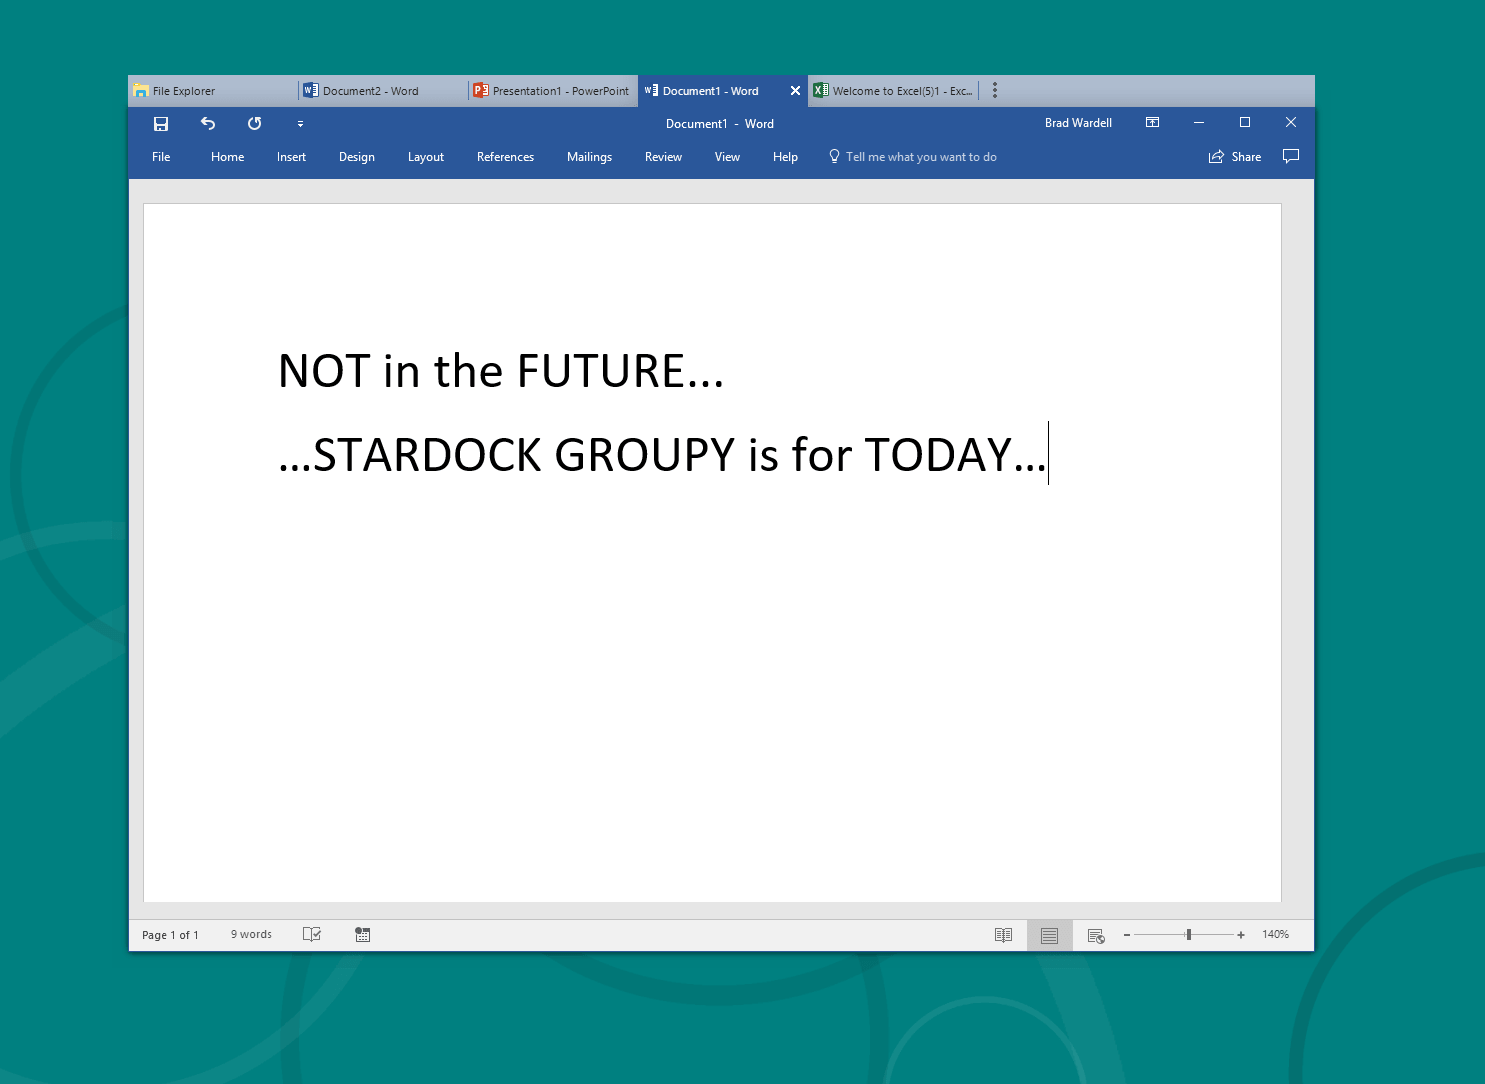 File Explorer
Document2 - Word
Presentation1 - PowerPoint
Document1 - Word
Welcome to Excel(5)1 - Exc...
Document1 - Word
Brad Wardell
File Home Insert Design Layout References Mailings Review View Help Tell me what you want to do Share
NOT in the FUTURE...
...STARDOCK GROUPY is for TODAY...
Page 1 of 1 9 words 140%